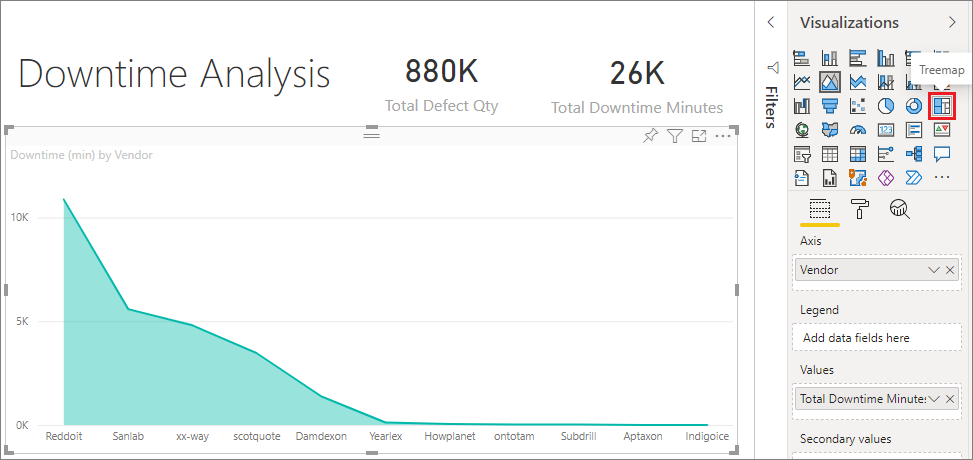 Downtime Analysis
880K
Total Defect Qty
26K
Total Downtime Minutes
Downtime (min) by Vendor
10K
5K
0K
Reddoit Sanlab xx-way scotquote Damdexon Yearlex Howplanet ontotam Subdrill Aptaxon Indigoice
Filters
Visualizations
Treemap
123
Axis
Vendor
Legend
Add data fields here
Values
Total Downtime Minutes
Secondary values